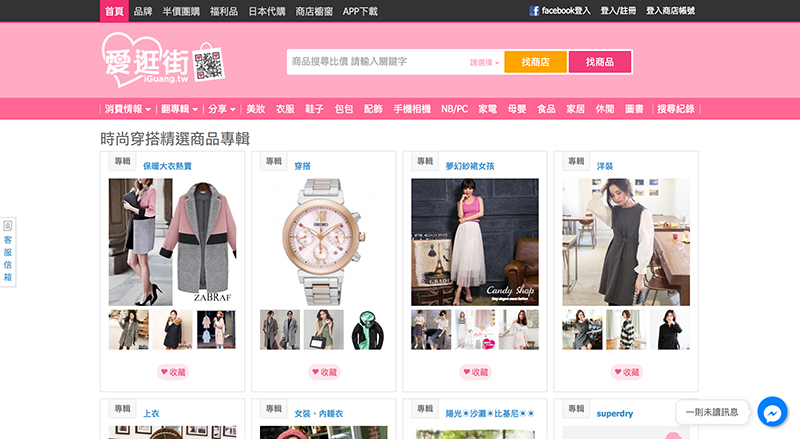 首頁 品牌 半價團購 福利品 日本代購 商店櫥窗 APP下載 facebook登入 登入/註冊 登入商店帳號
愛逛街
iGuang.tw
商品搜尋比價 請輸入關鍵字 請選擇 找商店 找商品
消費情報 翻專輯 分享 美妝 衣服 鞋子 包包 配飾 手機相機 NB/PC 家電 母嬰 食品 家居 休閒 圖書 搜尋紀錄
時尚穿搭精選商品專輯
專輯 保暖大衣熱賣 專輯 穿搭 專輯 夢幻紗裙女孩 專輯 洋裝
客服信箱
SEIKO
ZABRAF
Candy Shop
收藏 收藏 收藏 收藏
專輯 上衣 專輯 女裝、內睡衣 專輯 陽光☀沙灘☀比基尼☀☀ 專輯 superdry
一則未讀訊息